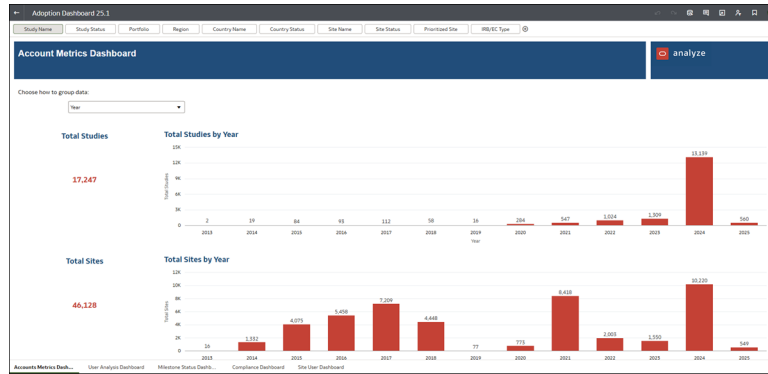 Adoption Dashboard 25.1
Study Name Study Status Portfolio Region Country Name Country Status Site Name Site Status Prioritized Site IRB/EC Type
Account Metrics Dashboard
analyze
Choose how to group data:
Year
Total Studies
17,247
Total Studies by Year
Total Studies
15K
12K
9K
6K
3K
0
2 19 84 93 112 58 16 284 547 1,024 1,309 13,139 560
2013 2014 2015 2016 2017 2018 2019 2020 2021 2022 2023 2024 2025
Year
Total Sites
46,128
Total Sites by Year
Total Sites
12K
10K
8K
6K
4K
2K
0
16 1,332 4,075 5,458 7,209 4,448 77 773 8,418 2,003 1,550 10,220 549
2013 2014 2015 2016 2017 2018 2019 2020 2021 2022 2023 2024 2025
Accounts Metrics Dash... User Analysis Dashboard Milestone Status Dashb... Compliance Dashboard Site User Dashboard